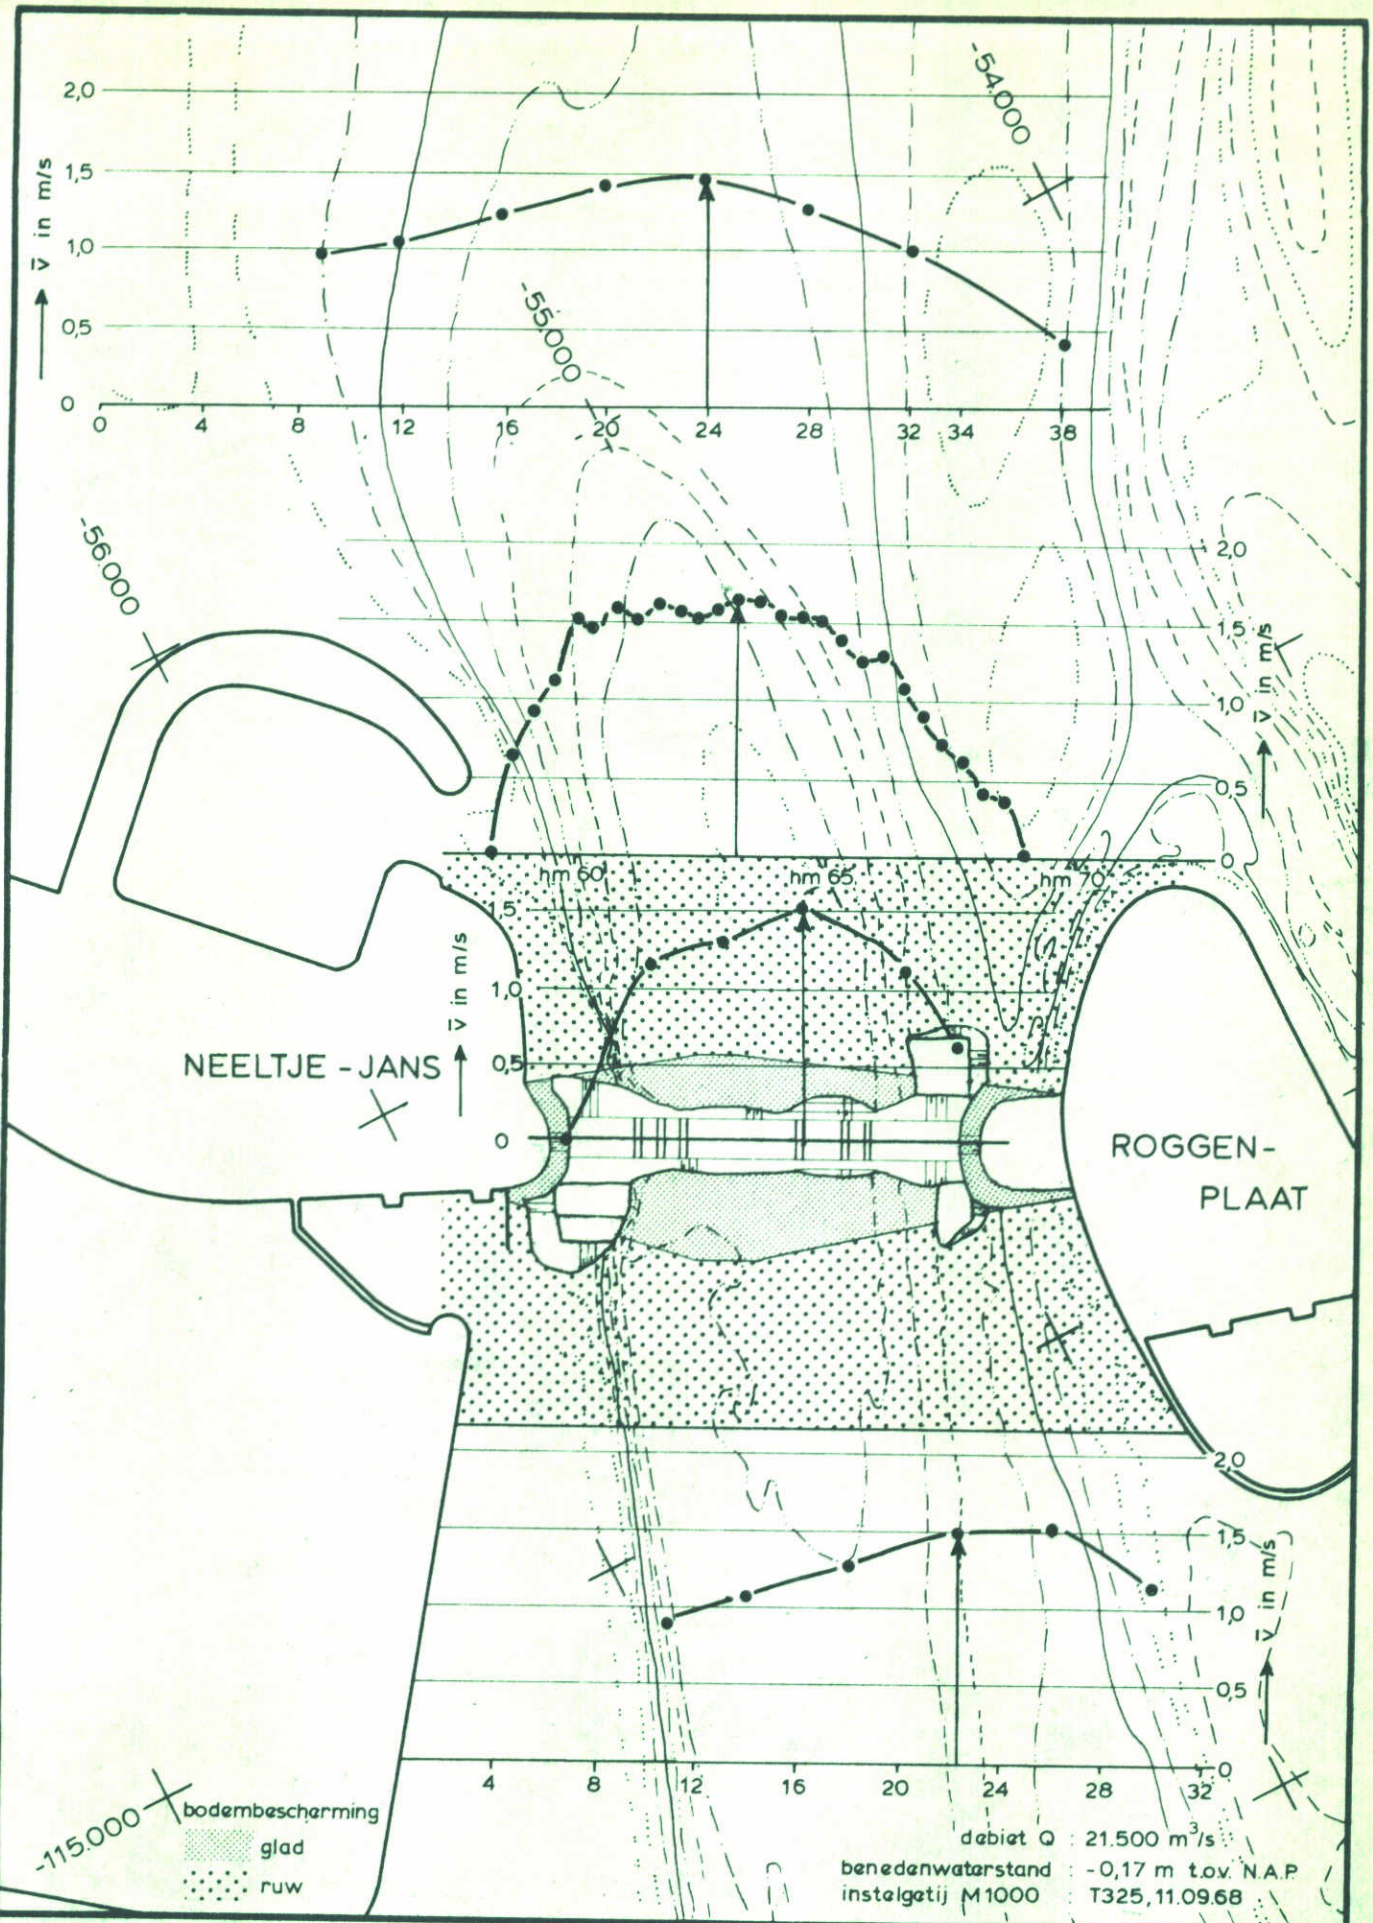 -54.000
2,0
1,5
1,0
0,5
0
v̄ in m/s
0 4 8 12 16 20 24 28 32 34 38
-55.000
-56.000
2,0
1,5
1,0
0,5
0
v̄ in m/s
hm 60 hm 65 hm 70
1,5
1,0
0,5
0
v̄ in m/s
NEELTJE - JANS
ROGGEN-
PLAAT
2,0
1,5
1,0
0,5
0
v̄ in m/s
4 8 12 16 20 24 28 32
-115.000
bodembescherming
glad
ruw
debiet Q : 21.500 m³/s
benedenwaterstand : -0,17 m t.o.v. N.A.P.
instelgetij M1000 : T325, 11.09.68